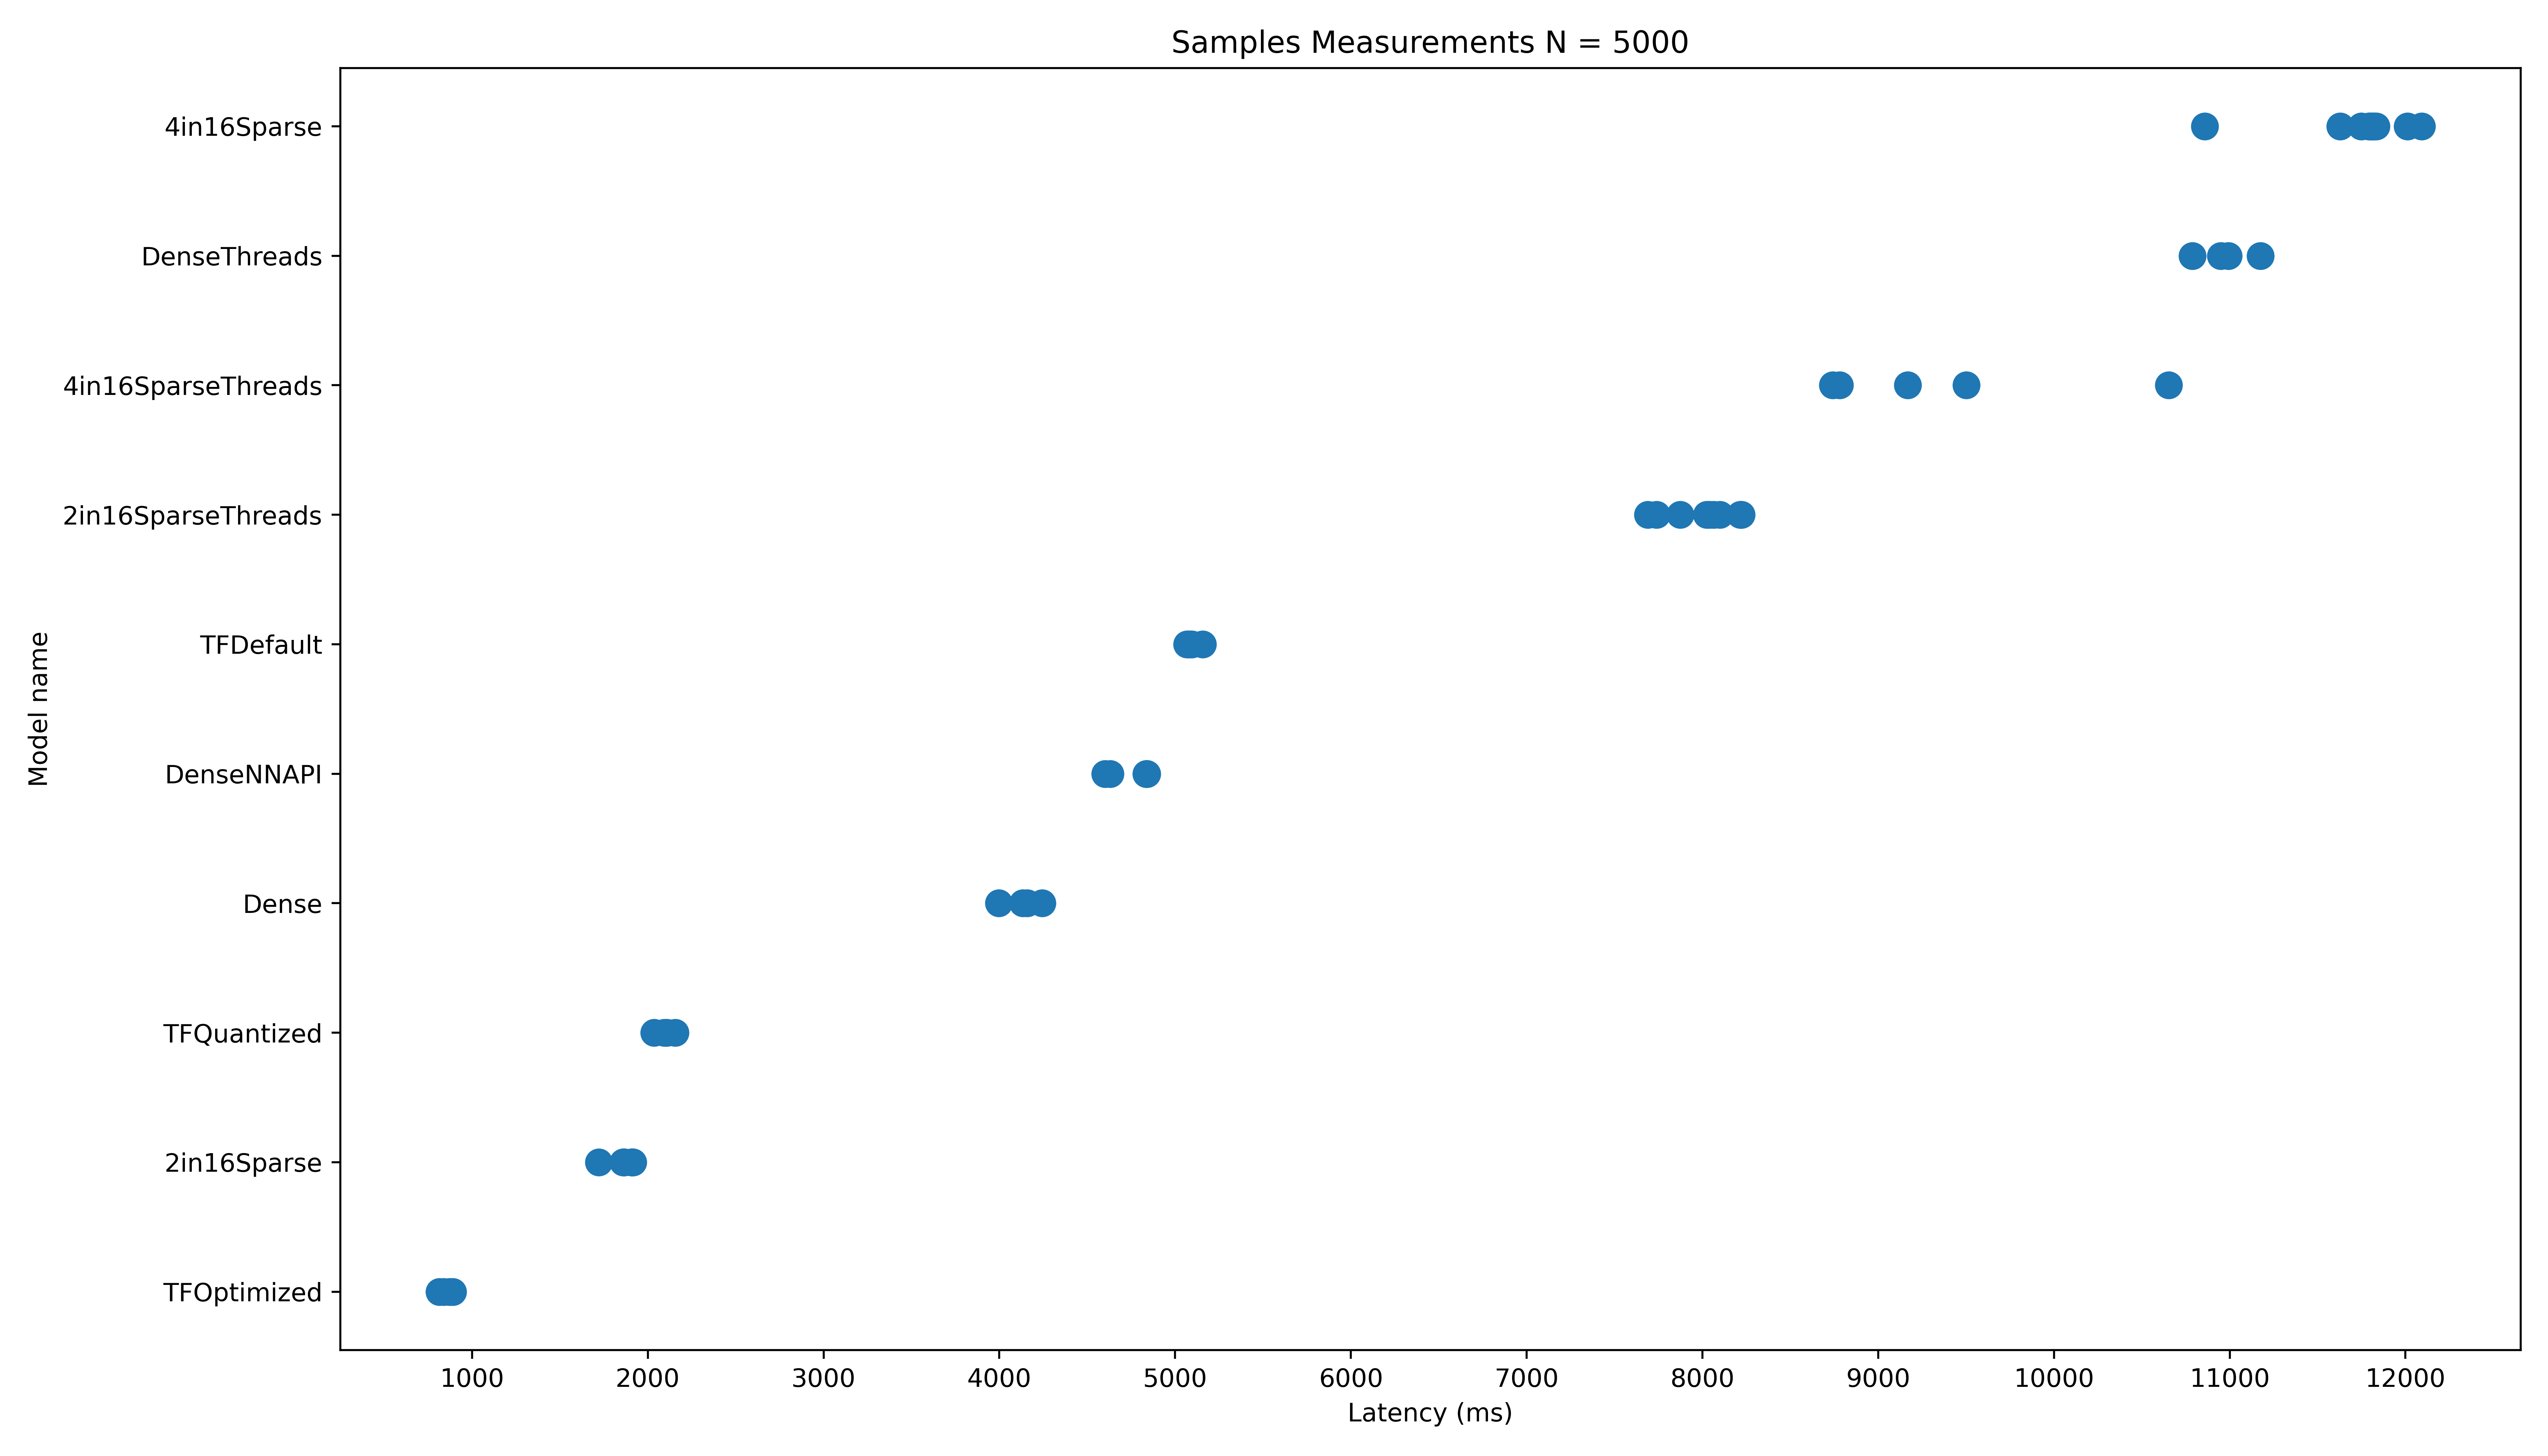 Samples Measurements N = 5000
4in16Sparse
DenseThreads
4in16SparseThreads
2in16SparseThreads
TFDefault
DenseNNAPI
Dense
TFQuantized
2in16Sparse
TFOptimized
Model name
1000 2000 3000 4000 5000 6000 7000 8000 9000 10000 11000 12000
Latency (ms)